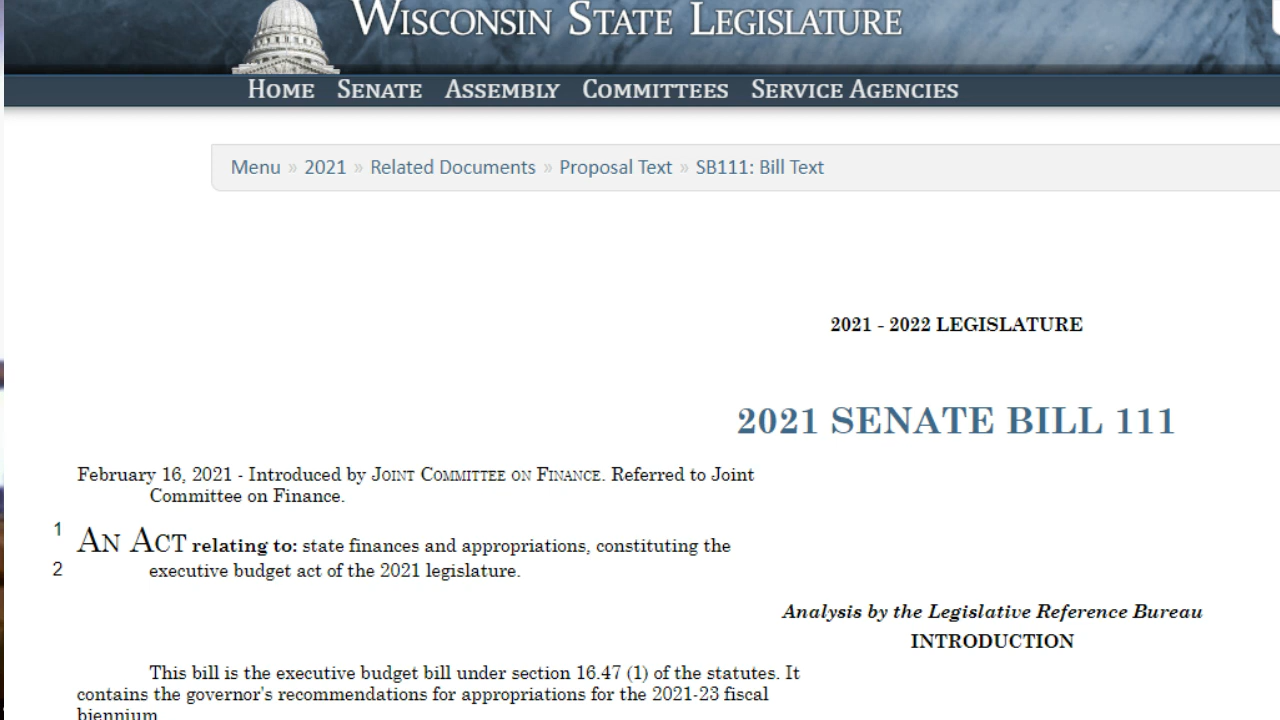 WISCONSIN STATE LEGISLATURE
HOME SENATE ASSEMBLY COMMITTEES SERVICE AGENCIES
Menu » 2021 » Related Documents » Proposal Text » SB111: Bill Text
2021 - 2022 LEGISLATURE
2021 SENATE BILL 111
February 16, 2021 - Introduced by JOINT COMMITTEE ON FINANCE. Referred to Joint
Committee on Finance.
1 AN ACT relating to: state finances and appropriations, constituting the
2 executive budget act of the 2021 legislature.
Analysis by the Legislative Reference Bureau
INTRODUCTION
This bill is the executive budget bill under section 16.47 (1) of the statutes. It
contains the governor's recommendations for appropriations for the 2021-23 fiscal
biennium